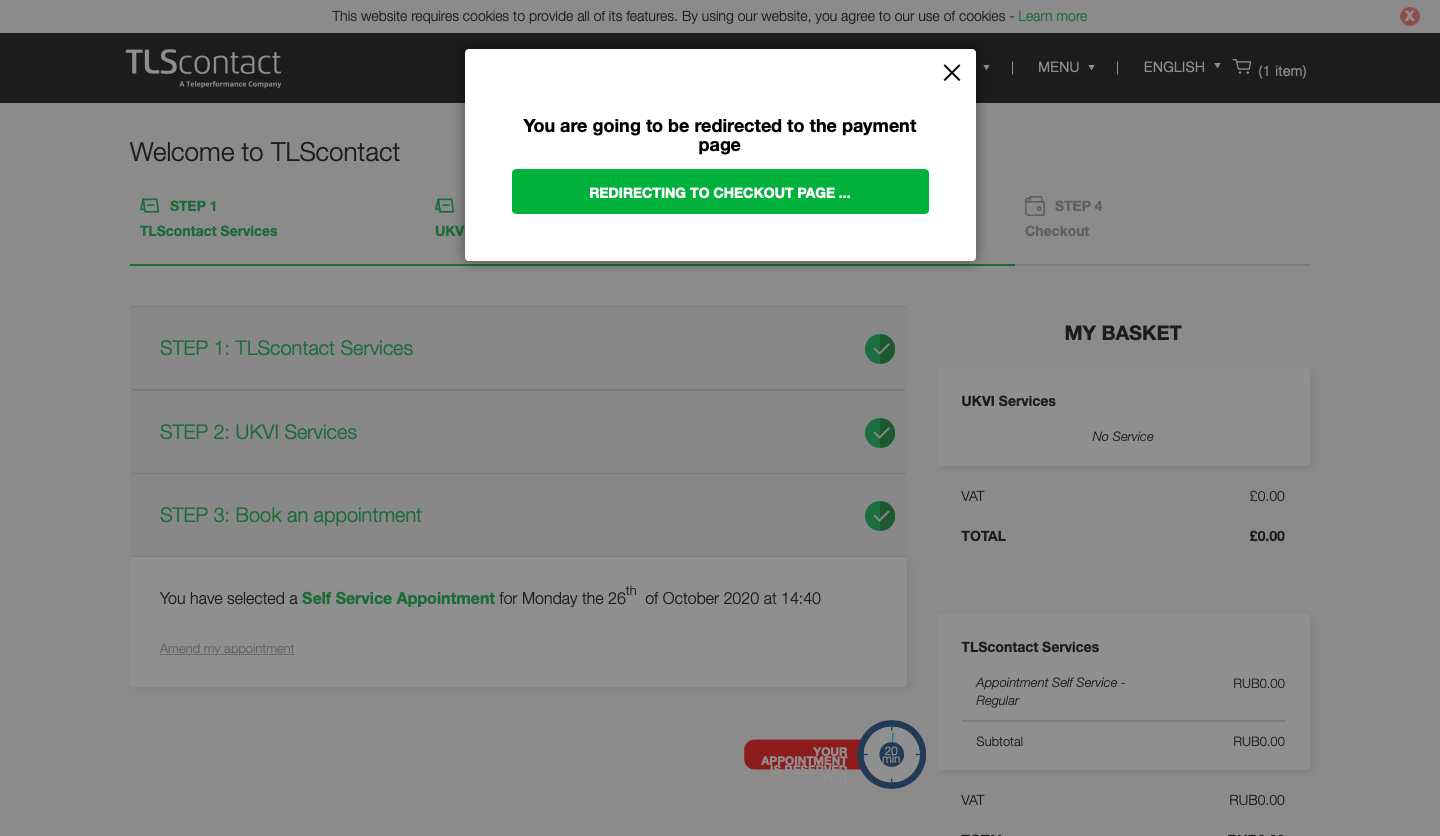 This website requires cookies to provide all of its features. By using our website, you agree to our use of cookies - Learn more
X
TLScontact
A Teleperformance Company
MENU
ENGLISH
(1 item)
You are going to be redirected to the payment
page
REDIRECTING TO CHECKOUT PAGE ...
Welcome to TLScontact
STEP 1
TLScontact Services
UKV
STEP 4
Checkout
STEP 1: TLScontact Services
STEP 2: UKVI Services
STEP 3: Book an appointment
You have selected a Self Service Appointment for Monday the 26th of October 2020 at 14:40
Amend my appointment
YOUR
APPOINTMENT
IS RESERVED
20
min
MY BASKET
UKVI Services
No Service
VAT £0.00
TOTAL £0.00
TLScontact Services
Appointment Self Service -
Regular
RUB0.00
Subtotal RUB0.00
VAT RUB0.00